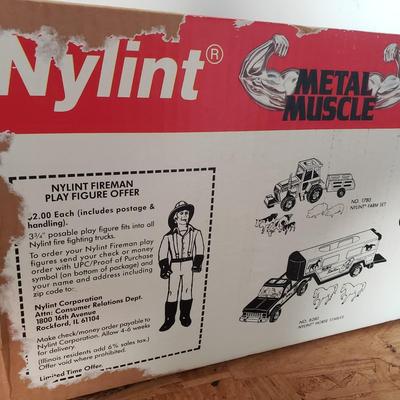 Nylint®
METAL
MUSCLE
NYLINT FIREMAN
PLAY FIGURE OFFER
$2.00 Each (includes postage &
handling).
3¾" posable play figure fits into all
Nylint fire fighting trucks.
To order your Nylint Fireman play
figures send your check or money
order with UPC/Proof of Purchase
symbol (on bottom of package) and
your name and address including
zip code to:
Nylint Corporation
Attn: Consumer Relations Dept.
1800 16th Avenue
Rockford, IL 61104
Make check/money order payable to
Nylint Corporation. Allow 4-6 weeks
for delivery.
(Illinois residents add 6% sales tax.)
Offer void where prohibited.
Limited Time Offer.
NO. 1780
NYLINT FARM SET
NO. 8280
NYLINT HORSE STABLES